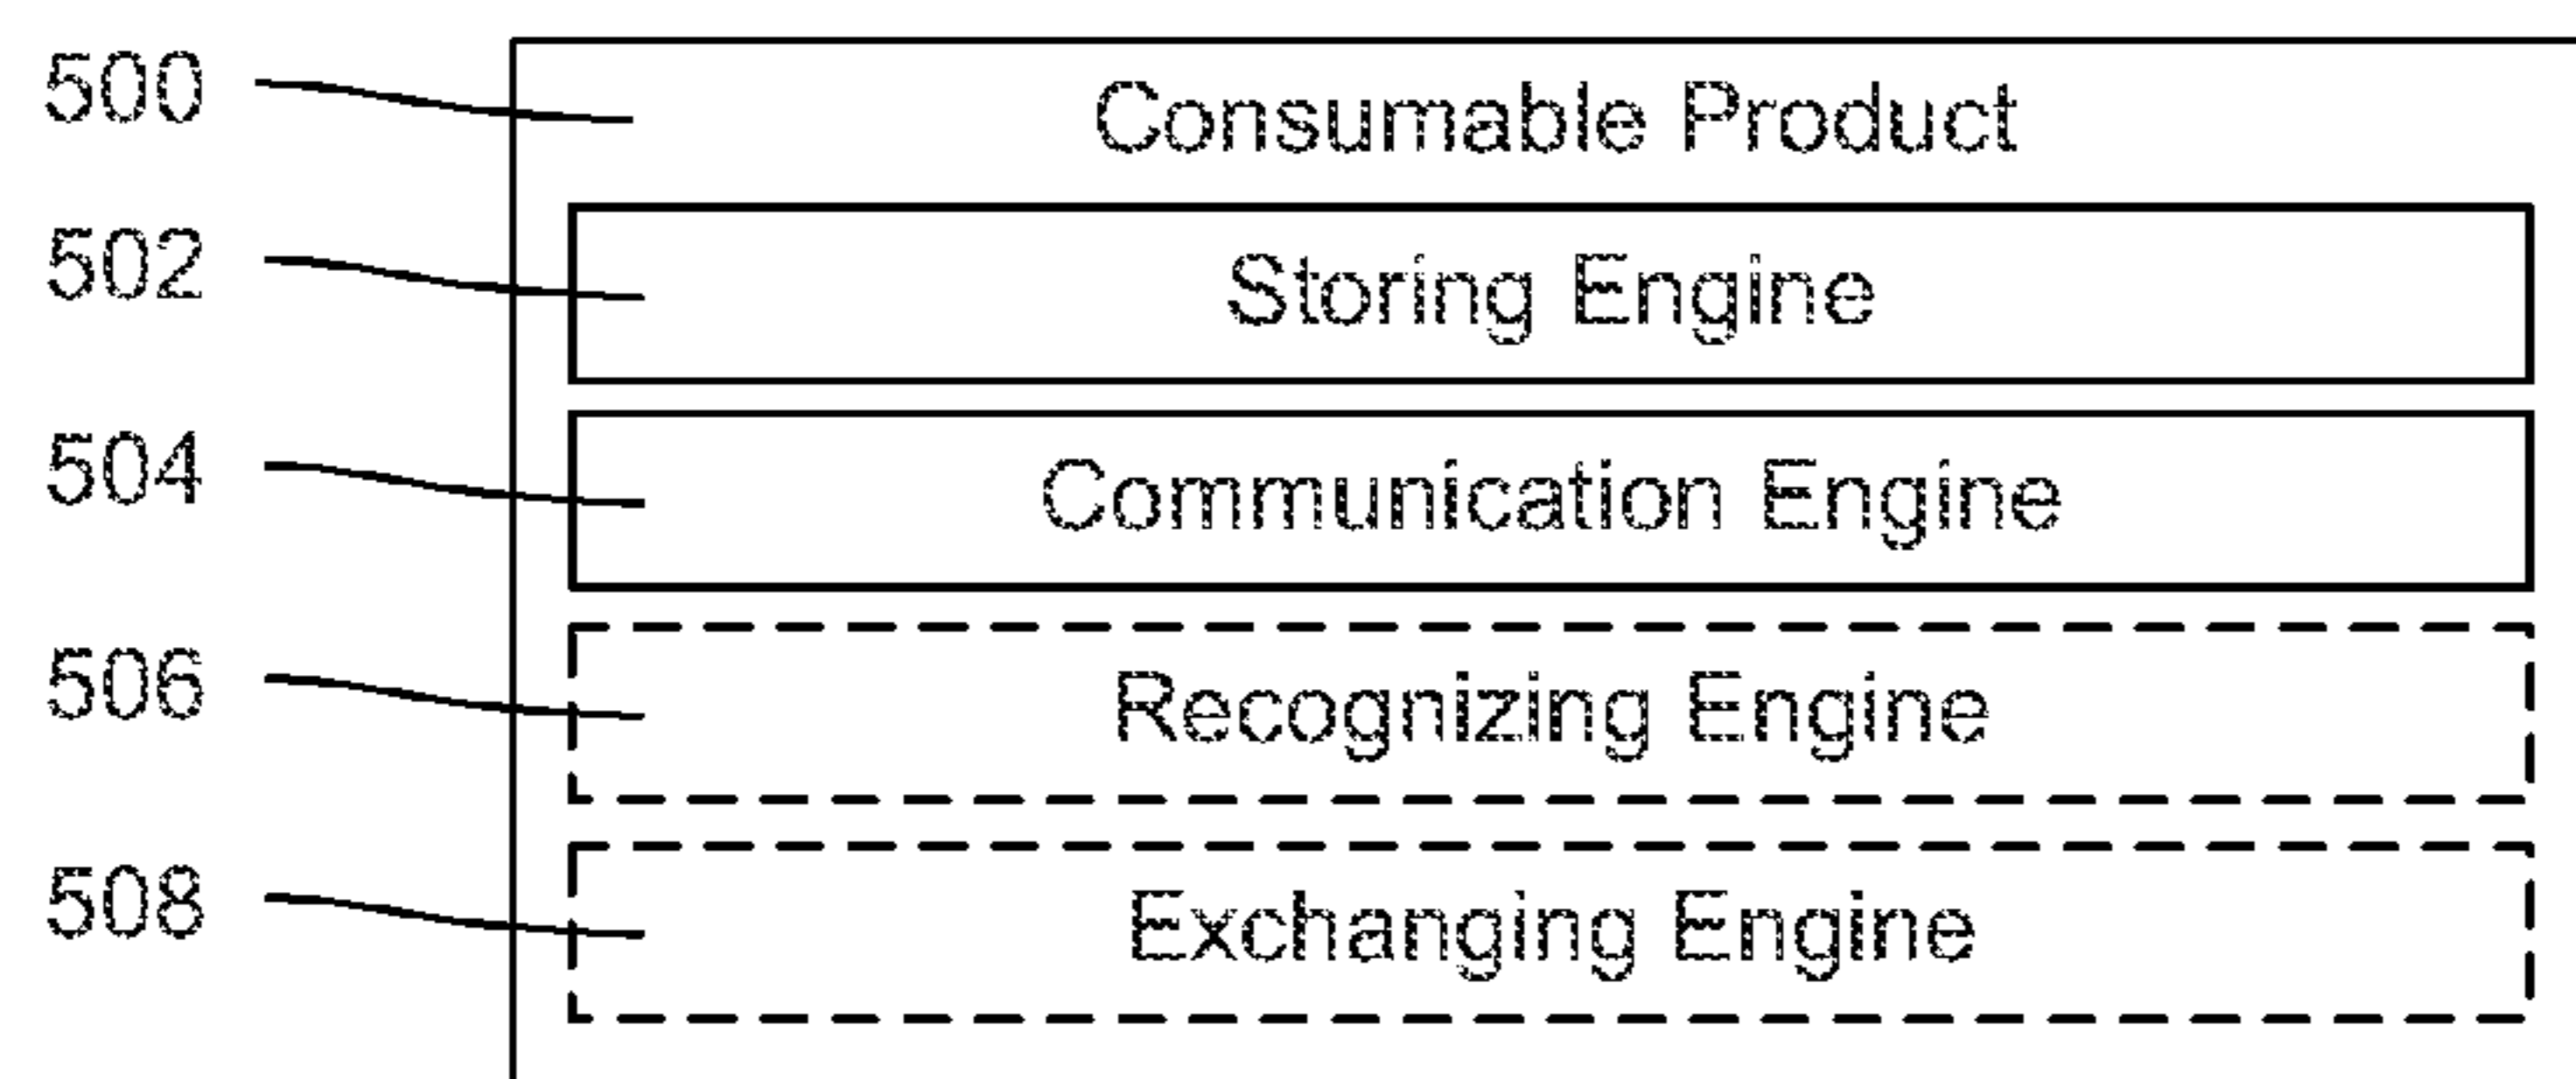 500 Consumable Product
502 Storing Engine
504 Communication Engine
506 Recognizing Engine
508 Exchanging Engine